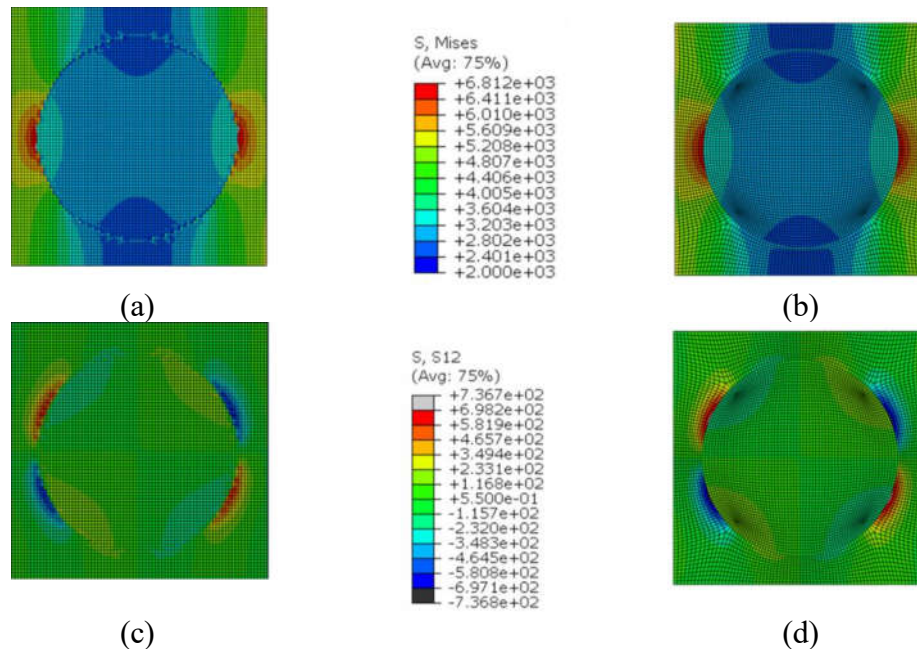 S, Mises
(Avg: 75%)
+6.812e+03
+6.411e+03
+6.010e+03
+5.609e+03
+5.208e+03
+4.807e+03
+4.406e+03
+4.005e+03
+3.604e+03
+3.203e+03
+2.802e+03
+2.401e+03
+2.000e+03
(a)
(b)
S, S12
(Avg: 75%)
+7.367e+02
+6.982e+02
+5.819e+02
+4.657e+02
+3.494e+02
+2.331e+02
+1.168e+02
+5.500e-01
-1.157e+02
-2.320e+02
-3.483e+02
-4.645e+02
-5.808e+02
-6.971e+02
-7.368e+02
(c)
(d)